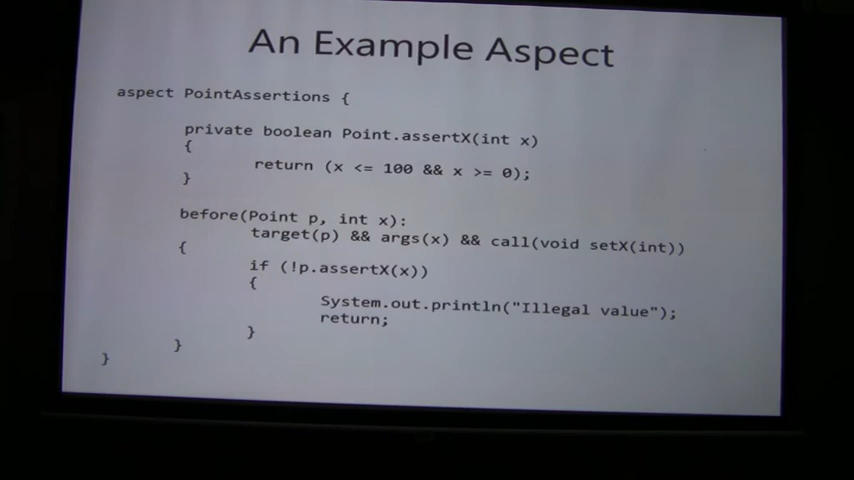 An Example Aspect
aspect PointAssertions {
private boolean Point.assertX(int x)
{
return (x <= 100 && x >= 0);
}
before(Point p, int x):
target(p) && args(x) && call(void setX(int))
{
if (!p.assertX(x))
{
System.out.println("Illegal value");
return;
}
}
}